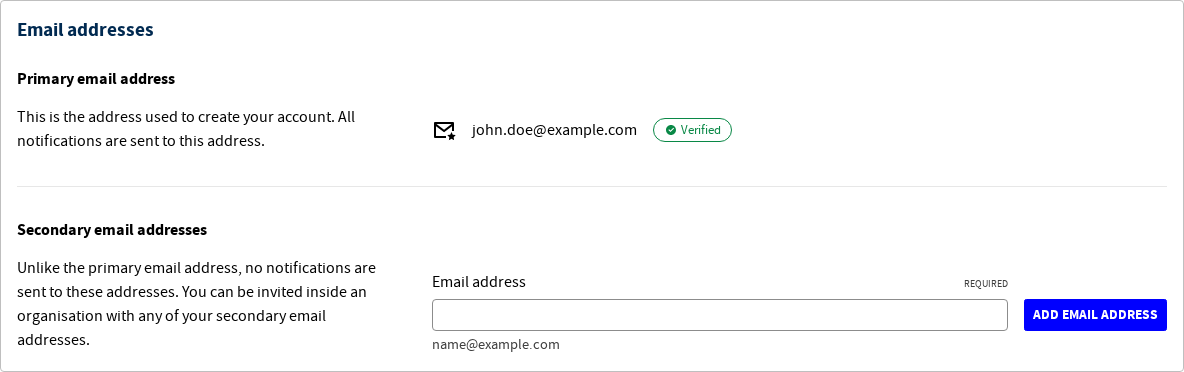 Email addresses
Primary email address
This is the address used to create your account. All
notifications are sent to this address.
john.doe@example.com
Verified
Secondary email addresses
Unlike the primary email address, no notifications are
sent to these addresses. You can be invited inside an
organisation with any of your secondary email
addresses.
Email address
REQUIRED
ADD EMAIL ADDRESS
name@example.com